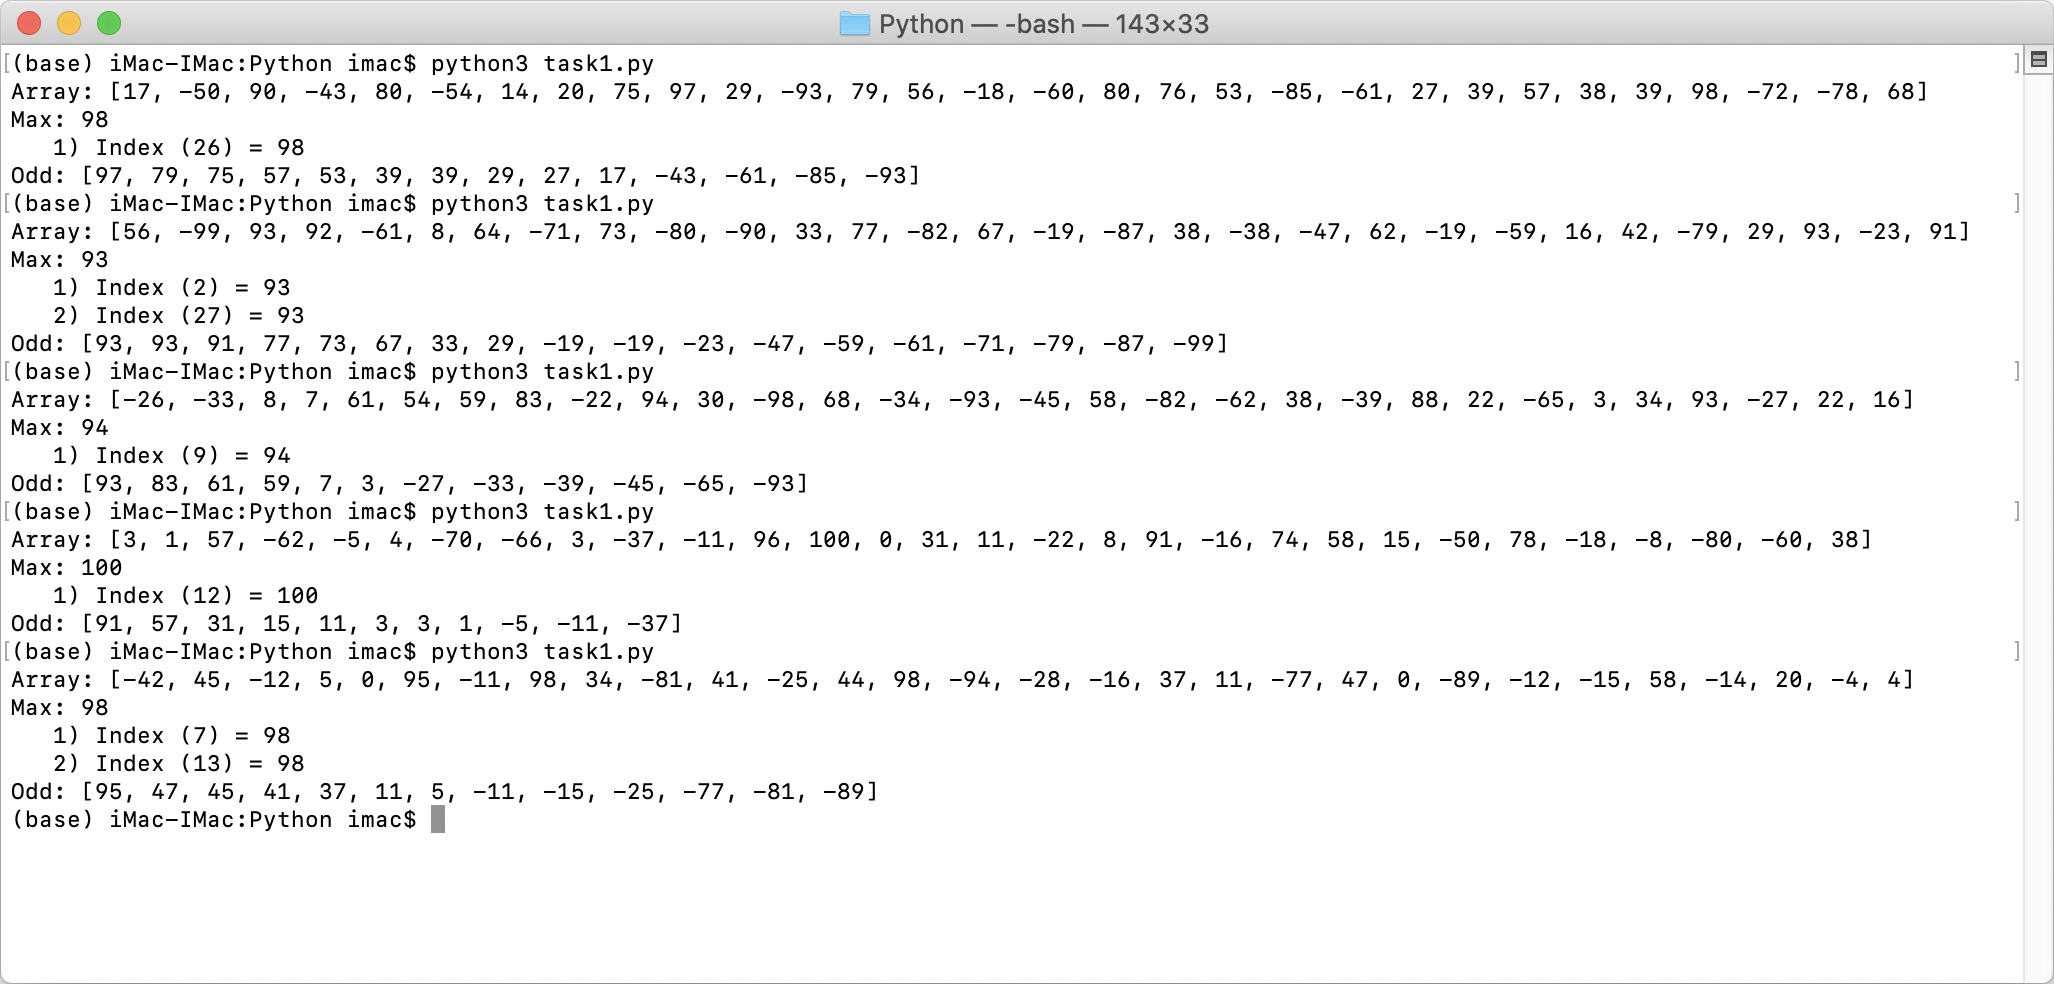 Python — -bash — 143×33
(base) iMac-IMac:Python imac$ python3 task1.py
Array: [17, -50, 90, -43, 80, -54, 14, 20, 75, 97, 29, -93, 79, 56, -18, -60, 80, 76, 53, -85, -61, 27, 39, 57, 38, 39, 98, -72, -78, 68]
Max: 98
   1) Index (26) = 98
Odd: [97, 79, 75, 57, 53, 39, 39, 29, 27, 17, -43, -61, -85, -93]
(base) iMac-IMac:Python imac$ python3 task1.py
Array: [56, -99, 93, 92, -61, 8, 64, -71, 73, -80, -90, 33, 77, -82, 67, -19, -87, 38, -38, -47, 62, -19, -59, 16, 42, -79, 29, 93, -23, 91]
Max: 93
   1) Index (2) = 93
   2) Index (27) = 93
Odd: [93, 93, 91, 77, 73, 67, 33, 29, -19, -19, -23, -47, -59, -61, -71, -79, -87, -99]
(base) iMac-IMac:Python imac$ python3 task1.py
Array: [-26, -33, 8, 7, 61, 54, 59, 83, -22, 94, 30, -98, 68, -34, -93, -45, 58, -82, -62, 38, -39, 88, 22, -65, 3, 34, 93, -27, 22, 16]
Max: 94
   1) Index (9) = 94
Odd: [93, 83, 61, 59, 7, 3, -27, -33, -39, -45, -65, -93]
(base) iMac-IMac:Python imac$ python3 task1.py
Array: [3, 1, 57, -62, -5, 4, -70, -66, 3, -37, -11, 96, 100, 0, 31, 11, -22, 8, 91, -16, 74, 58, 15, -50, 78, -18, -8, -80, -60, 38]
Max: 100
   1) Index (12) = 100
Odd: [91, 57, 31, 15, 11, 3, 3, 1, -5, -11, -37]
(base) iMac-IMac:Python imac$ python3 task1.py
Array: [-42, 45, -12, 5, 0, 95, -11, 98, 34, -81, 41, -25, 44, 98, -94, -28, -16, 37, 11, -77, 47, 0, -89, -12, -15, 58, -14, 20, -4, 4]
Max: 98
   1) Index (7) = 98
   2) Index (13) = 98
Odd: [95, 47, 45, 41, 37, 11, 5, -11, -15, -25, -77, -81, -89]
(base) iMac-IMac:Python imac$